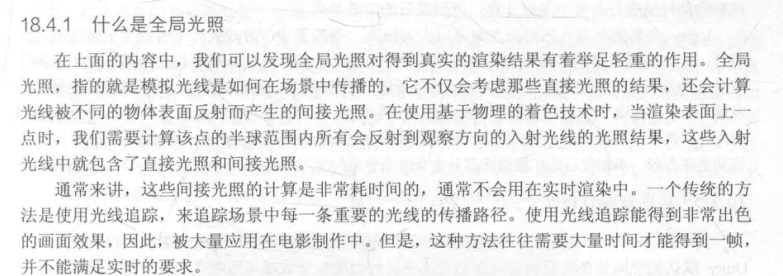 18.4.1 什么是全局光照
在上面的内容中，我们可以发现全局光照对得到真实的渲染结果有着举足轻重的作用。全局
光照，指的就是模拟光线是如何在场景中传播的，它不仅会考虑那些直接光照的结果，还会计算
光线被不同的物体表面反射而产生的间接光照。在使用基于物理的着色技术时，当渲染表面上一
点时，我们需要计算该点的半球范围内所有会反射到观察方向的入射光线的光照结果，这些入射
光线中就包含了直接光照和间接光照。
通常来讲，这些间接光照的计算是非常耗时间的，通常不会用在实时渲染中。一个传统的方
法是使用光线追踪，来追踪场景中每一条重要的光线的传播路径。使用光线追踪能得到非常出色
的画面效果，因此，被大量应用在电影制作中。但是，这种方法往往需要大量时间才能得到一帧，
并不能满足实时的要求。